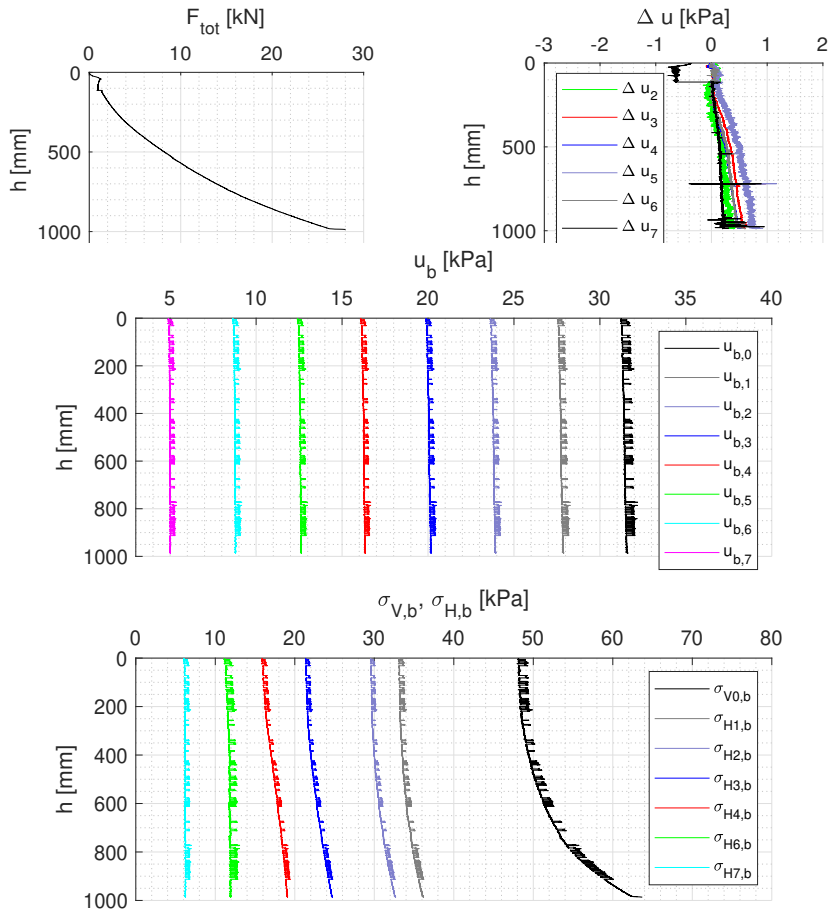 F_tot [kN]
0 10 20 30
0
500
1000
h [mm]
Δ u [kPa]
-3 -2 -1 0 1 2
0
500
1000
h [mm]
Δ u_2
Δ u_3
Δ u_4
Δ u_5
Δ u_6
Δ u_7
u_b [kPa]
5 10 15 20 25 30 35 40
0
200
400
600
800
1000
h [mm]
u_b,0
u_b,1
u_b,2
u_b,3
u_b,4
u_b,5
u_b,6
u_b,7
σ_V,b, σ_H,b [kPa]
0 10 20 30 40 50 60 70 80
0
200
400
600
800
1000
h [mm]
σ_V0,b
σ_H1,b
σ_H2,b
σ_H3,b
σ_H4,b
σ_H6,b
σ_H7,b